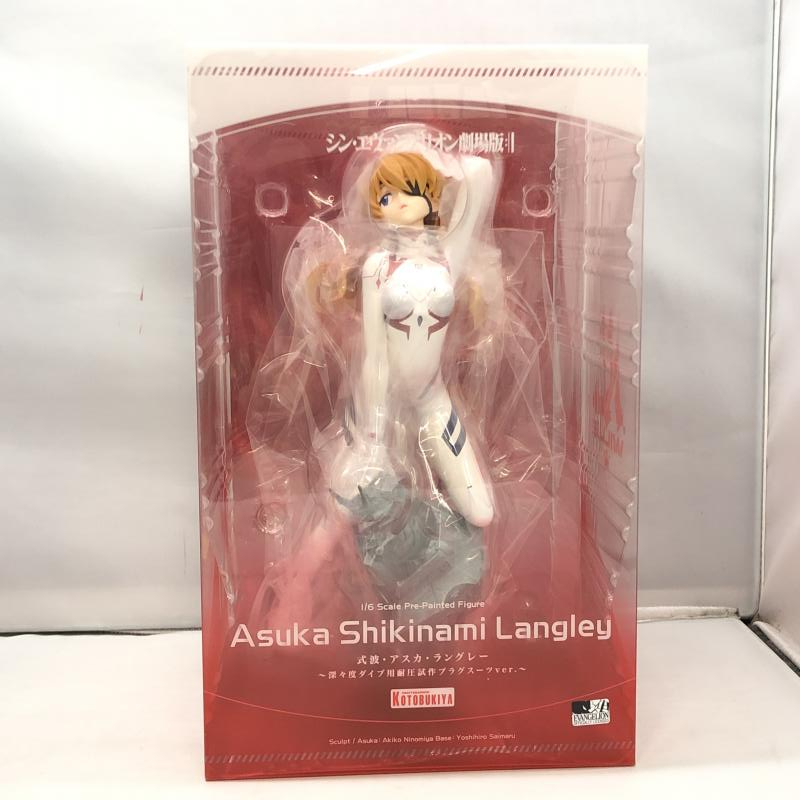 シン・エヴァンゲリオン劇場版𝄇
1/6 Scale Pre-Painted Figure
Asuka Shikinami Langley
式波・アスカ・ラングレー
～深々度ダイブ用耐圧試作プラグスーツver.～
KOTOBUKIYA
EVANGELION
Sculpt / Asuka: Akiko Ninomiya Base: Yoshihiro Saimaru